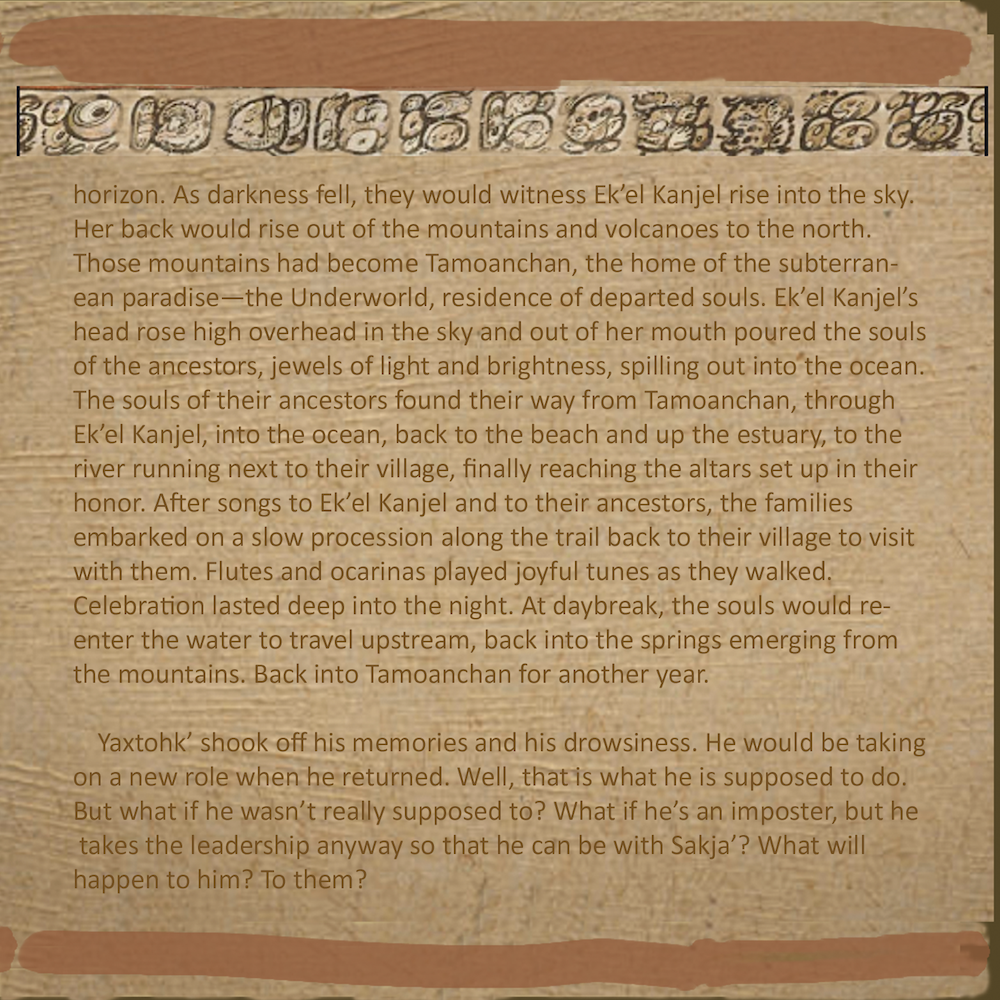 horizon. As darkness fell, they would witness Ek’el Kanjel rise into the sky.
Her back would rise out of the mountains and volcanoes to the north.
Those mountains had become Tamoanchan, the home of the subterran-
ean paradise—the Underworld, residence of departed souls. Ek’el Kanjel’s
head rose high overhead in the sky and out of her mouth poured the souls
of the ancestors, jewels of light and brightness, spilling out into the ocean.
The souls of their ancestors found their way from Tamoanchan, through
Ek’el Kanjel, into the ocean, back to the beach and up the estuary, to the
river running next to their village, finally reaching the altars set up in their
honor. After songs to Ek’el Kanjel and to their ancestors, the families
embarked on a slow procession along the trail back to their village to visit
with them. Flutes and ocarinas played joyful tunes as they walked.
Celebration lasted deep into the night. At daybreak, the souls would re-
enter the water to travel upstream, back into the springs emerging from
the mountains. Back into Tamoanchan for another year.
Yaxtohk’ shook off his memories and his drowsiness. He would be taking
on a new role when he returned. Well, that is what he is supposed to do.
But what if he wasn’t really supposed to? What if he’s an imposter, but he
takes the leadership anyway so that he can be with Sakja’? What will
happen to him? To them?